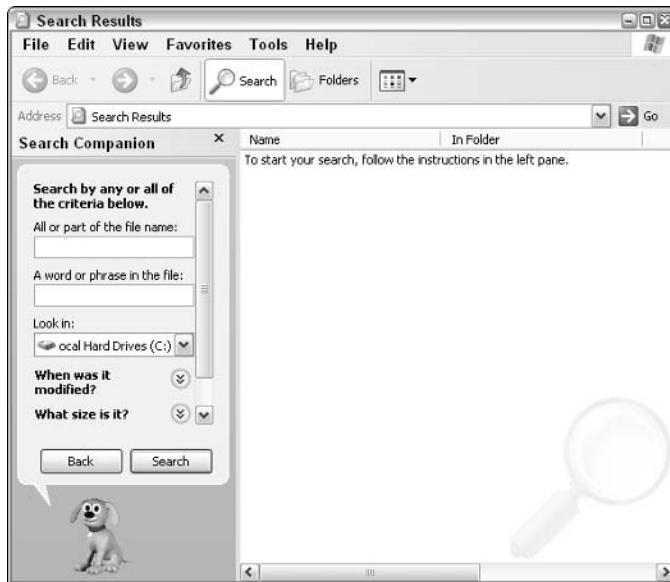 Search Results
File Edit View Favorites Tools Help
Back Search Folders
Address Search Results Go
Search Companion
Name In Folder
To start your search, follow the instructions in the left pane.
Search by any or all of
the criteria below.
All or part of the file name:
A word or phrase in the file:
Look in:
ocal Hard Drives (C:)
When was it
modified?
What size is it?
Back Search